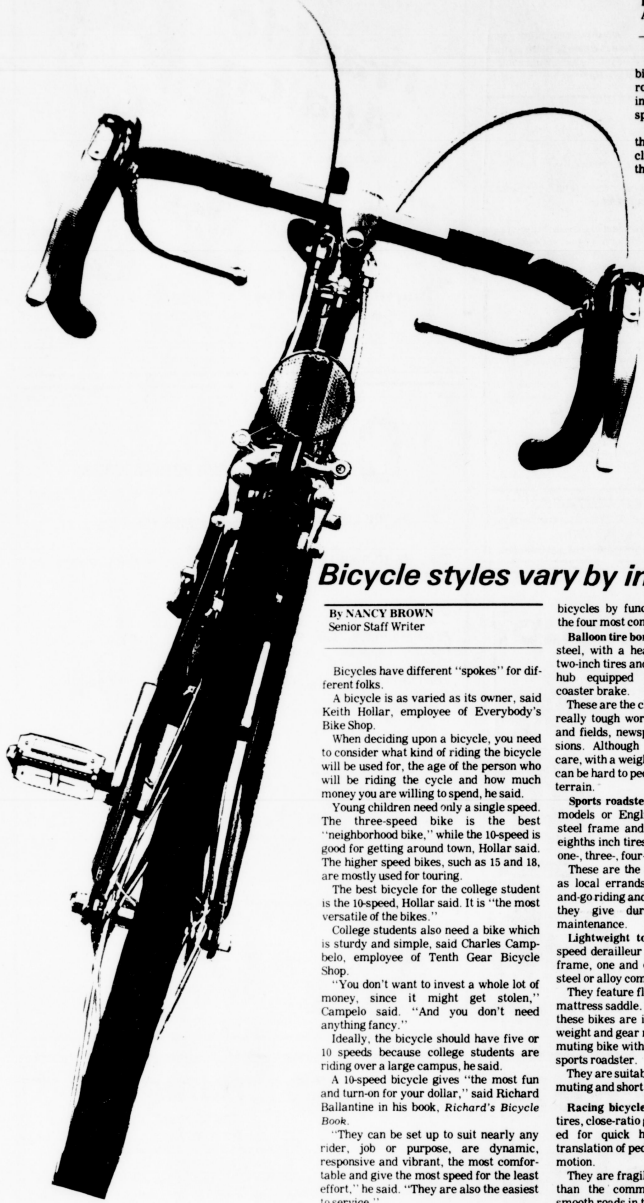 bi
ro
in
sp
th
cl
th
Bicycle styles vary by in
By NANCY BROWN
Senior Staff Writer
Bicycles have different "spokes" for dif-
ferent folks.
A bicycle is as varied as its owner, said
Keith Hollar, employee of Everybody's
Bike Shop.
When deciding upon a bicycle, you need
to consider what kind of riding the bicycle
will be used for, the age of the person who
will be riding the cycle and how much
money you are willing to spend, he said.
Young children need only a single speed.
The three-speed bike is the best
"neighborhood bike," while the 10-speed is
good for getting around town, Hollar said.
The higher speed bikes, such as 15 and 18,
are mostly used for touring.
The best bicycle for the college student
is the 10-speed, Hollar said. It is "the most
versatile of the bikes."
College students also need a bike which
is sturdy and simple, said Charles Camp-
belo, employee of Tenth Gear Bicycle
Shop.
"You don't want to invest a whole lot of
money, since it might get stolen,"
Campelo said. "And you don't need
anything fancy."
Ideally, the bicycle should have five or
10 speeds because college students are
riding over a large campus, he said.
A 10-speed bicycle gives "the most fun
and turn-on for your dollar," said Richard
Ballantine in his book, Richard's Bicycle
Book.
"They can be set up to suit nearly any
rider, job or purpose, are dynamic,
responsive and vibrant, the most comfor-
table and give the most speed for the least
effort," he said. "They are also the easiest
to service."
bicycles by func
the four most con
Balloon tire bo
steel, with a hea
two-inch tires and
hub equipped
coaster brake.
These are the c
really tough wor
and fields, newsp
sions. Although
care, with a weigh
can be hard to ped
terrain.
Sports roadste
models or Engli
steel frame and
eighths inch tires
one-, three-, four-
These are the
as local errands
and-go riding and
they give dur
maintenance.
Lightweight to
speed derailleur
frame, one and
steel or alloy com
They feature fl
mattress saddle.
these bikes are i
weight and gear r
muting bike with
sports roadster.
They are suitab
muting and short
Racing bicycle
tires, close-ratio g
ed for quick h
translation of ped
motion.
They are fragil
than the comm
smooth roads in t